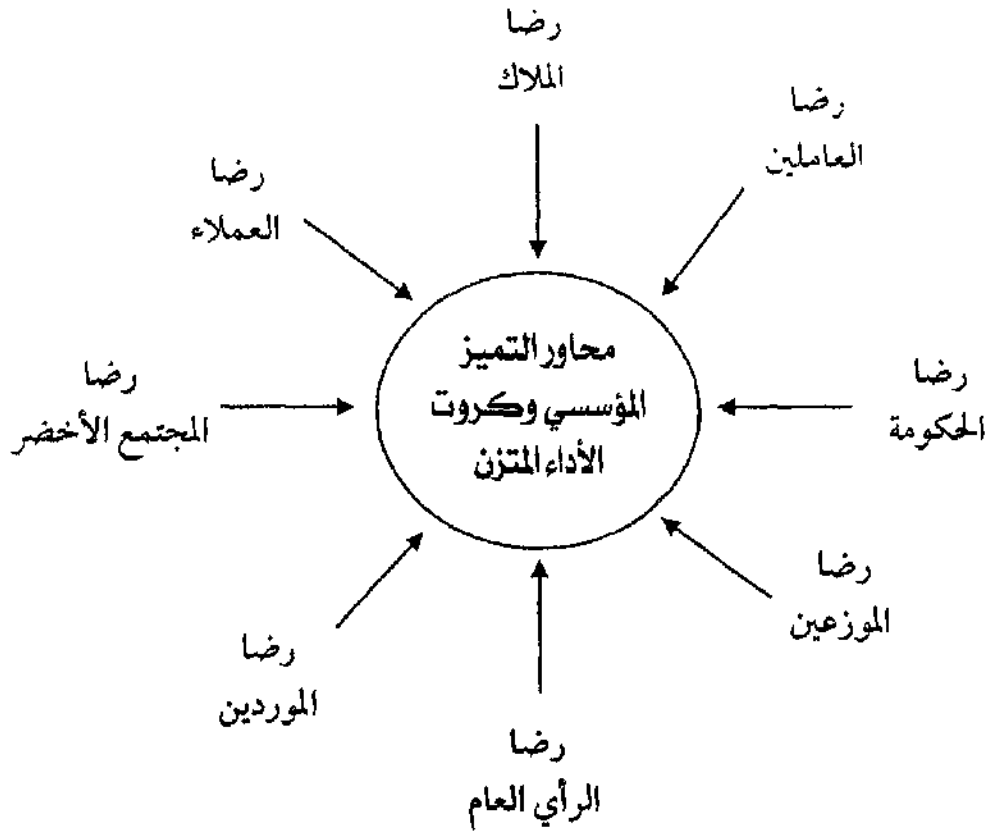 رضا
الملاك
رضا
العاملين
رضا
العملاء
محاور التميز
المؤسسي وكروت
الأداء المتزن
رضا
الحكومة
رضا
المجتمع الأخضر
رضا
الموزعين
رضا
الموردين
رضا
الرأي العام